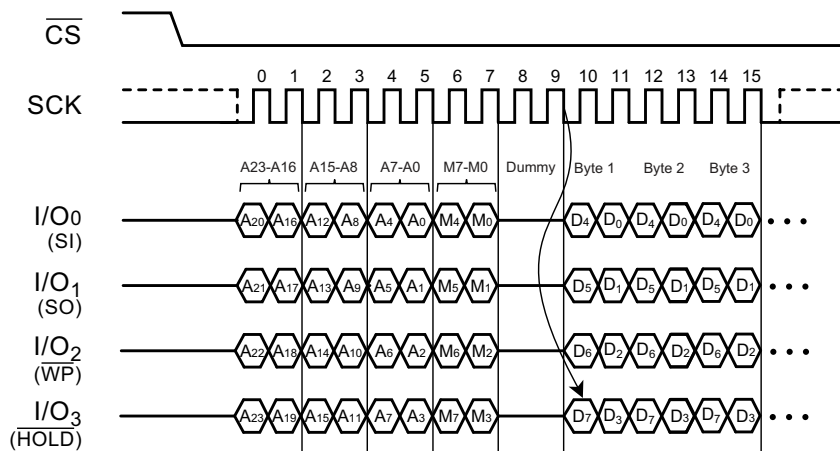 CS
0 1 2 3 4 5 6 7 8 9 10 11 12 13 14 15
SCK
A23-A16 A15-A8 A7-A0 M7-M0 Dummy Byte 1 Byte 2 Byte 3
I/O0 A20 A16 A12 A8 A4 A0 M4 M0 D4 D0 D4 D0 D4 D0
(SI)
I/O1 A21 A17 A13 A9 A5 A1 M5 M1 D5 D1 D5 D1 D5 D1
(SO)
I/O2 A22 A18 A14 A10 A6 A2 M6 M2 D6 D2 D6 D2 D6 D2
(WP)
I/O3 A23 A19 A15 A11 A7 A3 M7 M3 D7 D3 D7 D3 D7 D3
(HOLD)